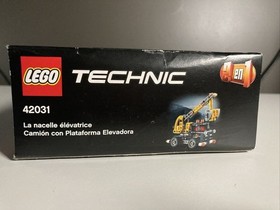 LEGO TECHNIC
42031
La nacelle élévatrice
Camión con Plataforma Elevadora